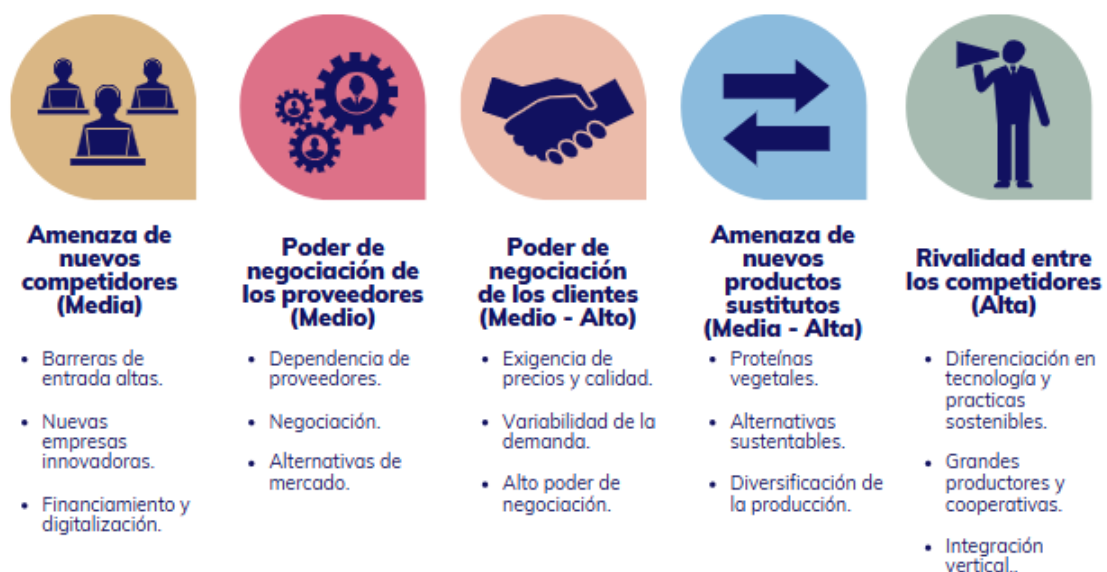 Amenaza de
nuevos
competidores
(Media)
• Barreras de
entrada altas.
• Nuevas
empresas
innovadoras.
• Financiamiento y
digitalización.
Poder de
negociación de
los proveedores
(Medio)
• Dependencia de
proveedores.
• Negociación.
• Alternativas de
mercado.
Poder de
negociación
de los clientes
(Medio - Alto)
• Exigencia de
precios y calidad.
• Variabilidad de la
demanda.
• Alto poder de
negociación.
Amenaza de
nuevos
productos
sustitutos
(Media - Alta)
• Proteínas
vegetales.
• Alternativas
sustentables.
• Diversificación de
la producción.
Rivalidad entre
los competidores
(Alta)
• Diferenciación en
tecnología y
practicas
sostenibles.
• Grandes
productores y
cooperativas.
• Integración
vertical..